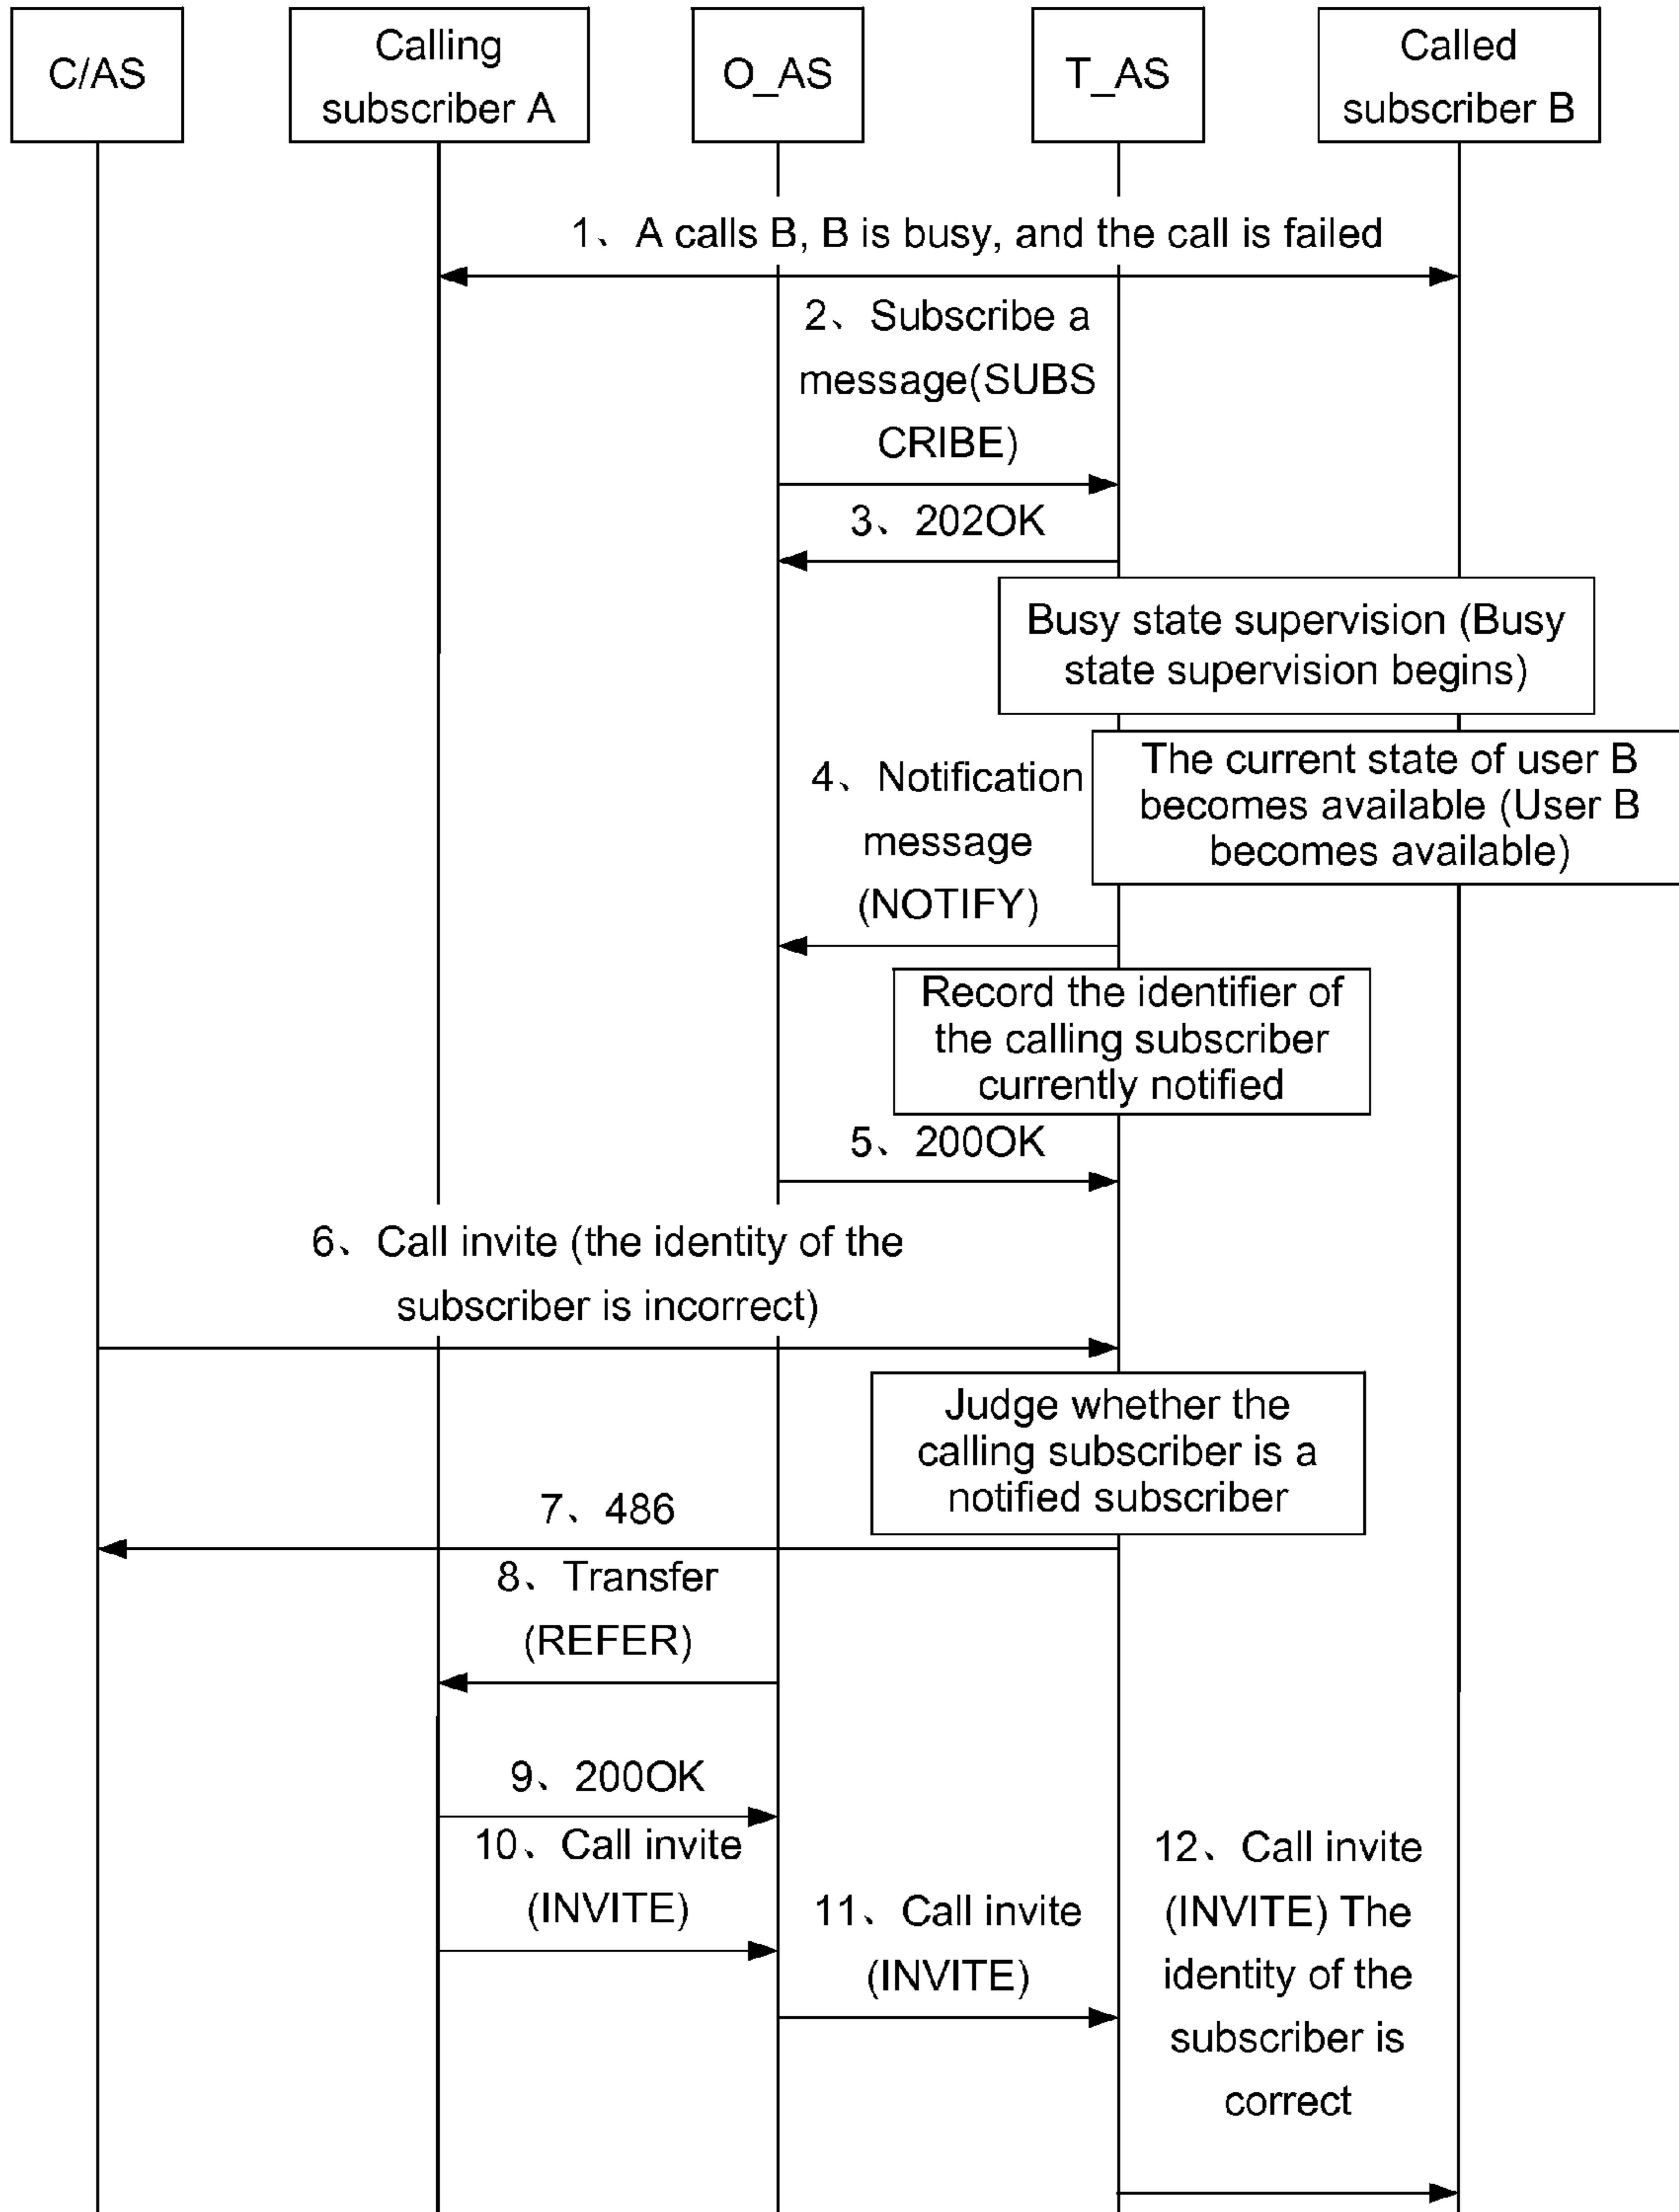 C/AS
Calling
subscriber A
O_AS
T_AS
Called
subscriber B
1、A calls B, B is busy, and the call is failed
2、Subscribe a
message(SUBS
CRIBE)
3、202OK
Busy state supervision (Busy
state supervision begins)
The current state of user B
becomes available (User B
becomes available)
4、Notification
message
(NOTIFY)
Record the identifier of
the calling subscriber
currently notified
5、200OK
6、Call invite (the identity of the
subscriber is incorrect)
Judge whether the
calling subscriber is a
notified subscriber
7、486
8、Transfer
(REFER)
9、200OK
10、Call invite
(INVITE)
11、Call invite
(INVITE)
12、Call invite
(INVITE) The
identity of the
subscriber is
correct